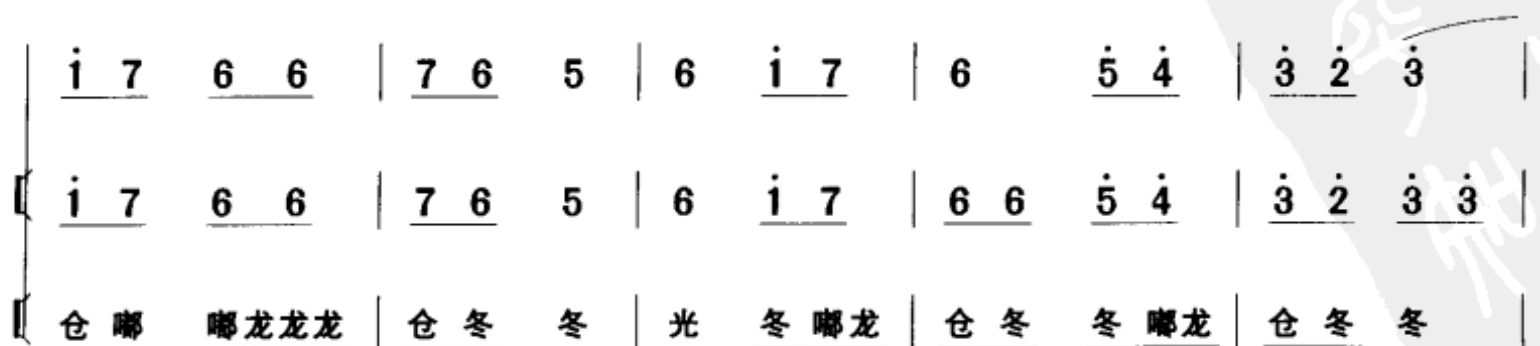 i̇ 7 6 6 | 7 6 5 | 6 i̇ 7 | 6 5̇ 4̇ | 3̇ 2̇ 3̇ |
i̇ 7 6 6 | 7 6 5 | 6 i̇ 7 | 6 6 5̇ 4̇ | 3̇ 2̇ 3̇ 3̇ |
仓 嘟 嘟龙龙龙 | 仓 冬 冬 | 光 冬 嘟龙 | 仓 冬 冬 嘟龙 | 仓 冬 冬 |